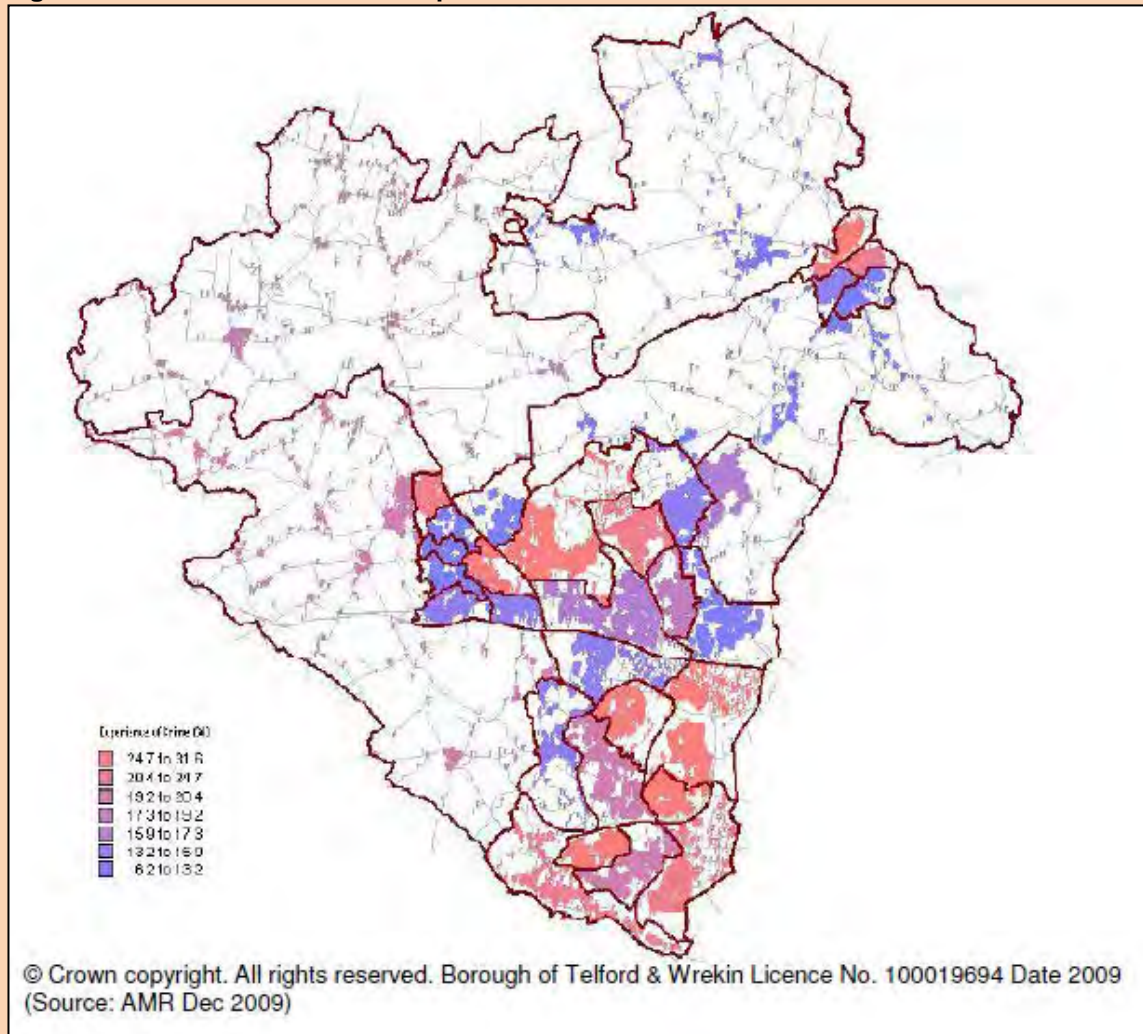 Experience of Crime (%)
24.7 to 31.6
20.4 to 24.7
19.2 to 20.4
17.3 to 19.2
15.9 to 17.3
13.2 to 15.9
6.2 to 13.2
© Crown copyright. All rights reserved. Borough of Telford & Wrekin Licence No. 100019694 Date 2009
(Source: AMR Dec 2009)